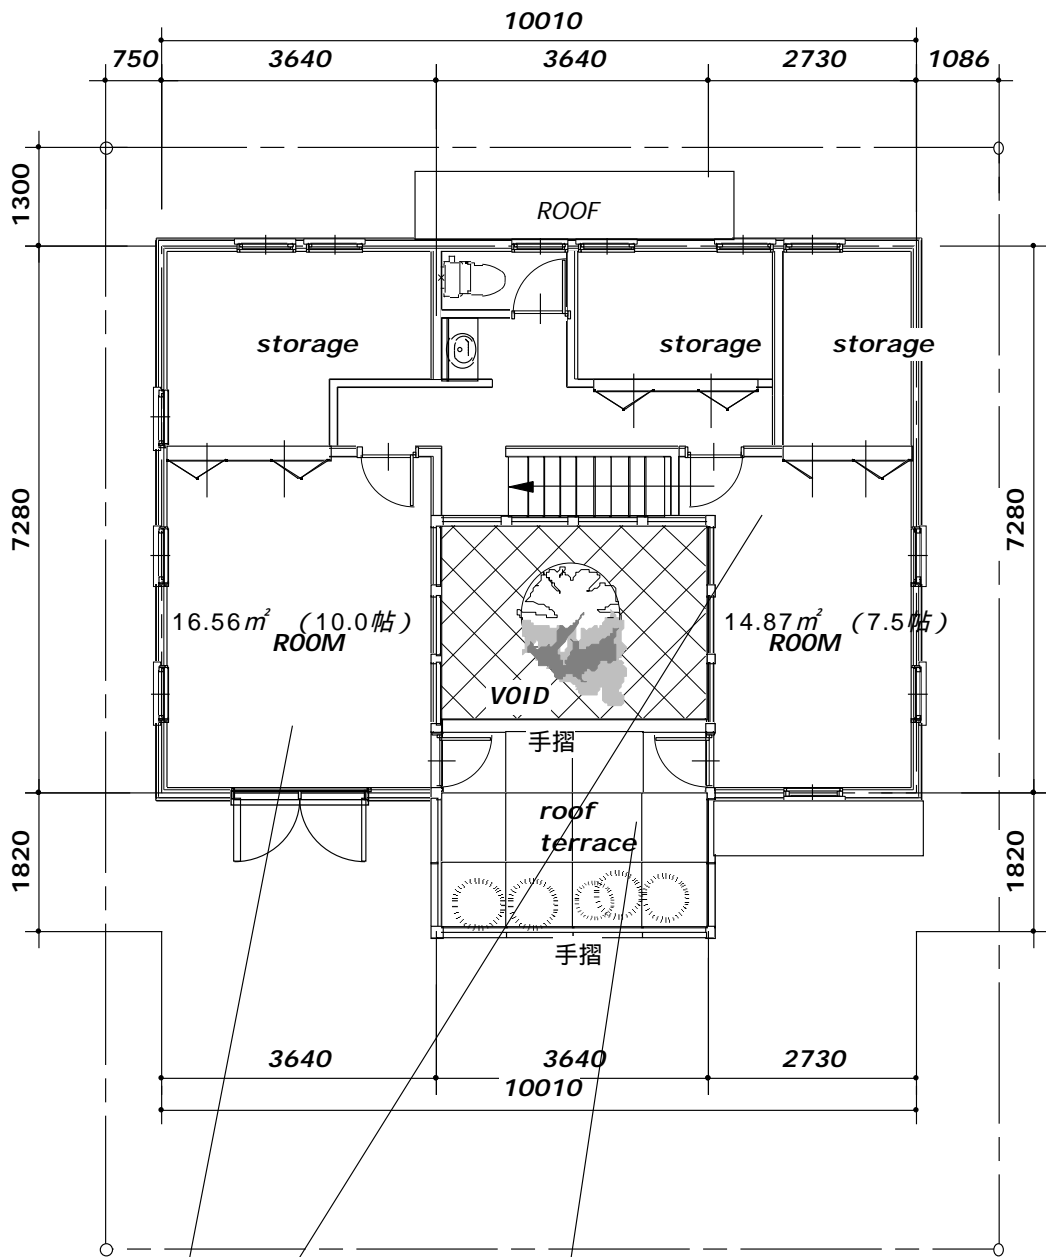 10010
750
3640
3640
2730
1086
1300
ROOF
storage
storage
storage
7280
7280
16.56㎡ （10.0帖）
ROOM
14.87㎡ （7.5帖）
ROOM
VOID
手摺
roof
terrace
1820
1820
手摺
3640
3640
2730
10010